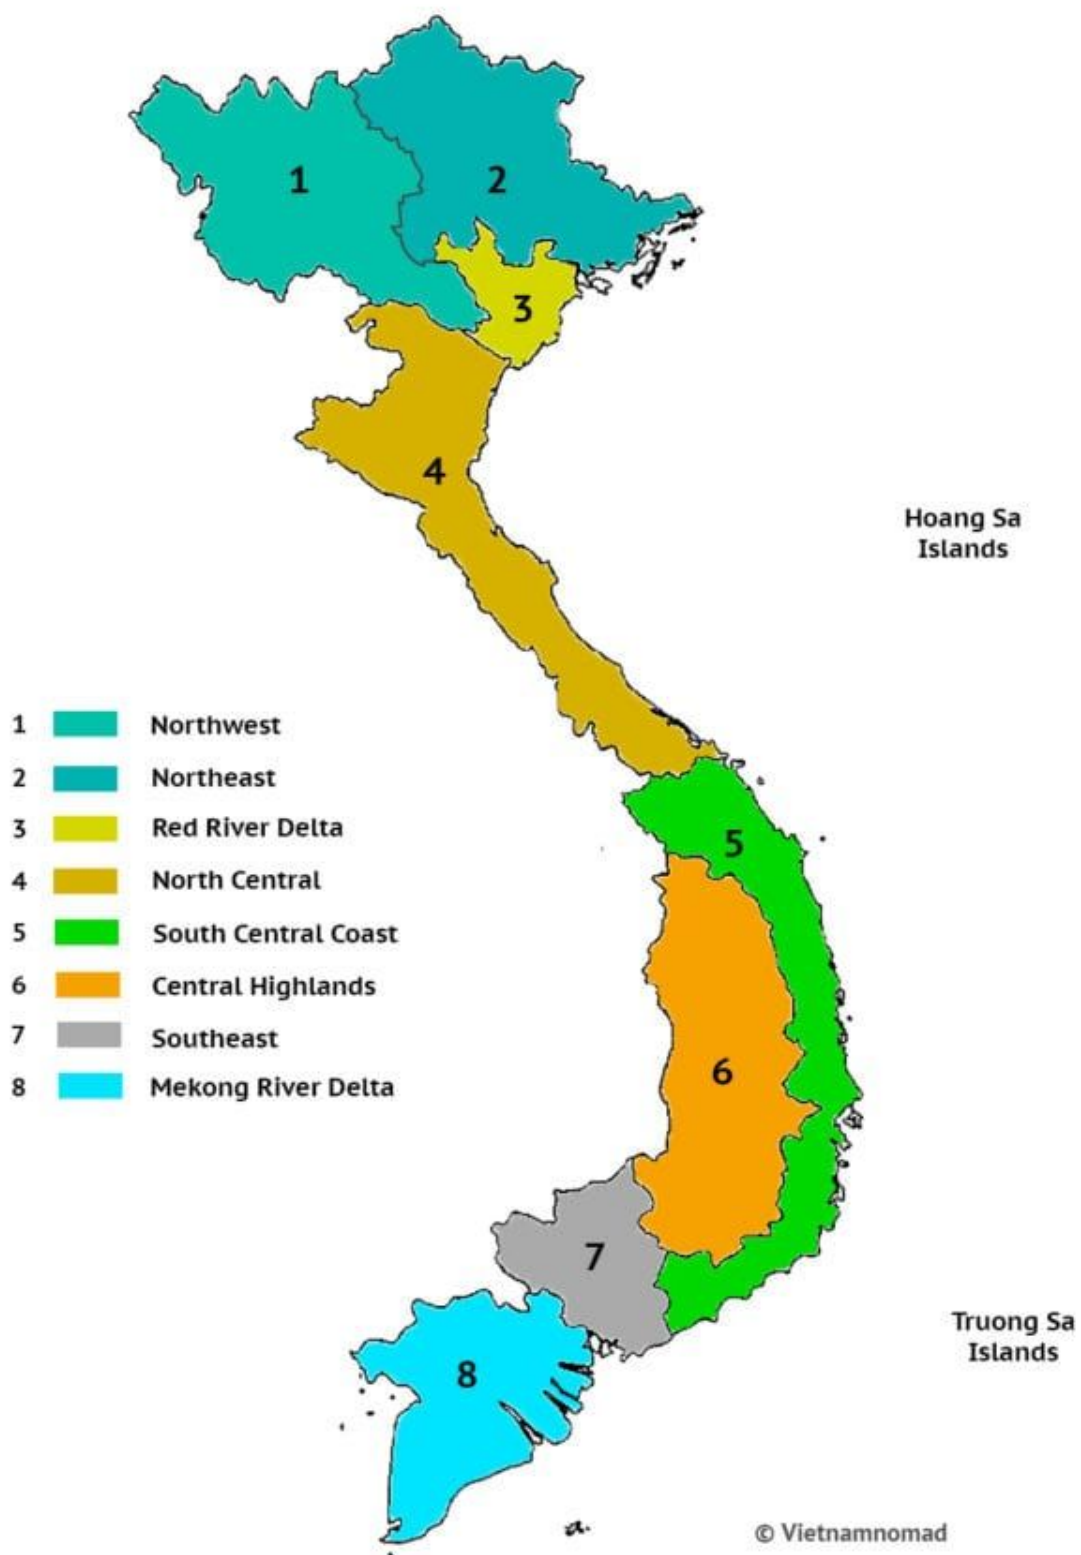 1
2
3
4
Hoang Sa
Islands
1 Northwest
2 Northeast
3 Red River Delta
4 North Central
5 South Central Coast
6 Central Highlands
7 Southeast
8 Mekong River Delta
5
6
7
8
Truong Sa
Islands
© Vietnamnomad